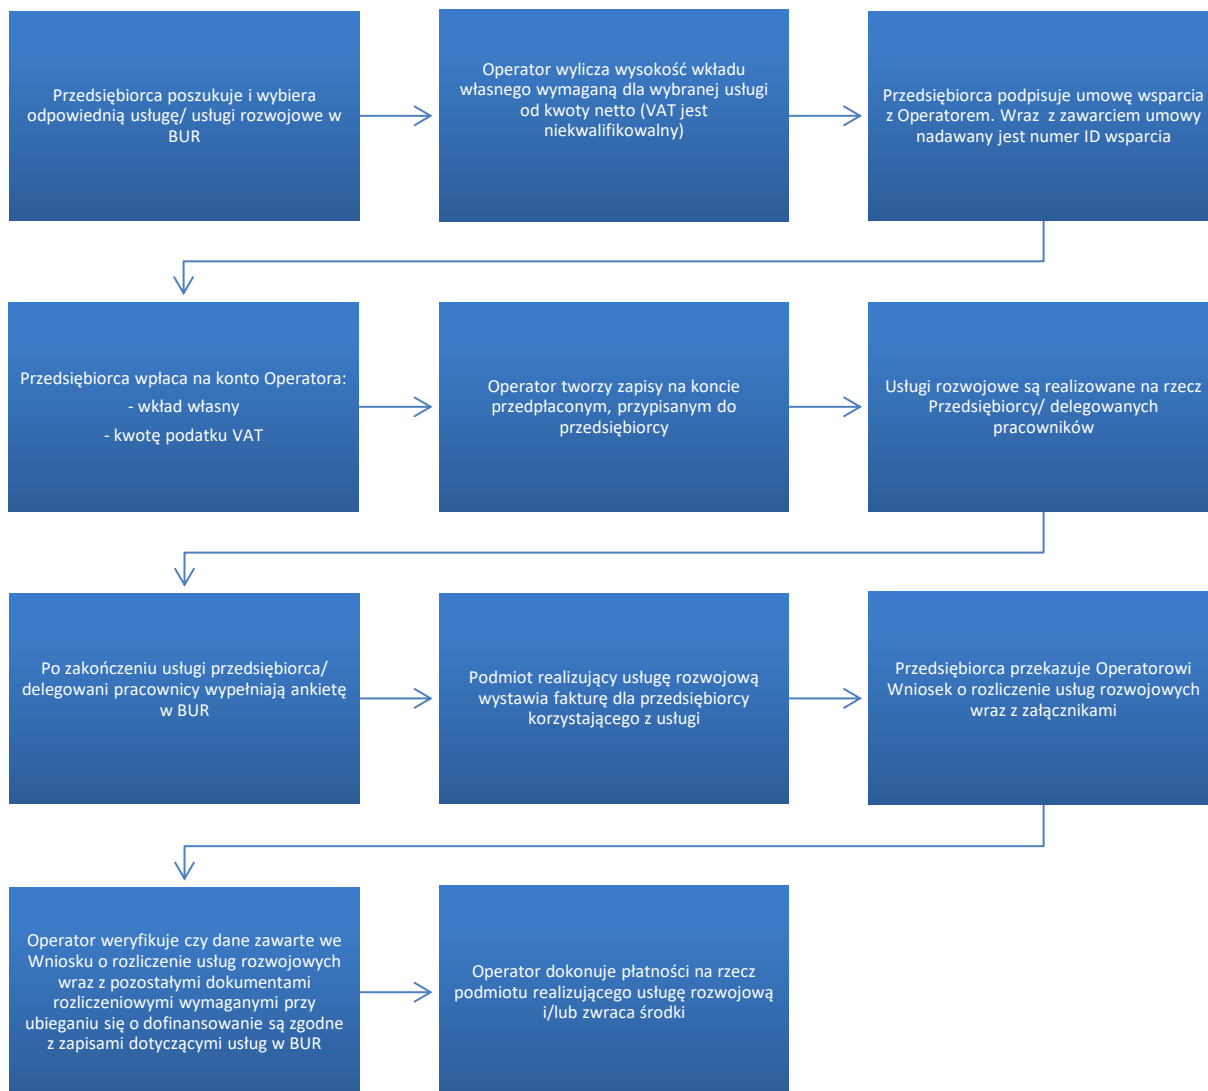 Przedsiębiorca poszukuje i wybiera
odpowiednią usługę/ usługi rozwojowe w
BUR
Operator wylicza wysokość wkładu
własnego wymaganą dla wybranej usługi
od kwoty netto (VAT jest
niekwalifikowalny)
Przedsiębiorca podpisuje umowę wsparcia
z Operatorem. Wraz z zawarciem umowy
nadawany jest numer ID wsparcia
Przedsiębiorca wpłaca na konto Operatora:
- wkład własny
- kwotę podatku VAT
Operator tworzy zapisy na koncie
przedpłaconym, przypisanym do
przedsiębiorcy
Usługi rozwojowe są realizowane na rzecz
Przedsiębiorcy/ delegowanych
pracowników
Po zakończeniu usługi przedsiębiorca/
delegowani pracownicy wypełniają ankietę
w BUR
Podmiot realizujący usługę rozwojową
wystawia fakturę dla przedsiębiorcy
korzystającego z usługi
Przedsiębiorca przekazuje Operatorowi
Wniosek o rozliczenie usług rozwojowych
wraz z załącznikami
Operator weryfikuje czy dane zawarte we
Wniosku o rozliczenie usług rozwojowych
wraz z pozostałymi dokumentami
rozliczeniowymi wymaganymi przy
ubieganiu się o dofinansowanie są zgodne
z zapisami dotyczącymi usług w BUR
Operator dokonuje płatności na rzecz
podmiotu realizującego usługę rozwojową
i/lub zwraca środki